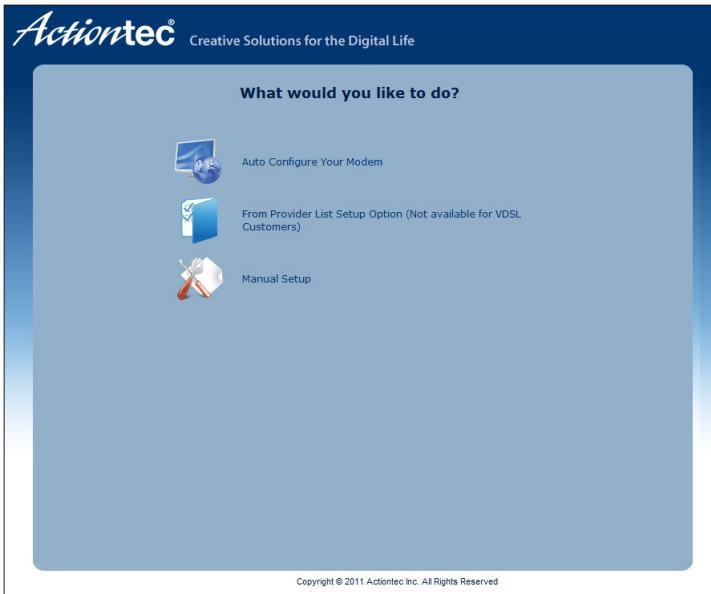 Actiontec® Creative Solutions for the Digital Life
What would you like to do?
Auto Configure Your Modem
From Provider List Setup Option (Not available for VDSL
Customers)
Manual Setup
Copyright © 2011 Actiontec Inc. All Rights Reserved